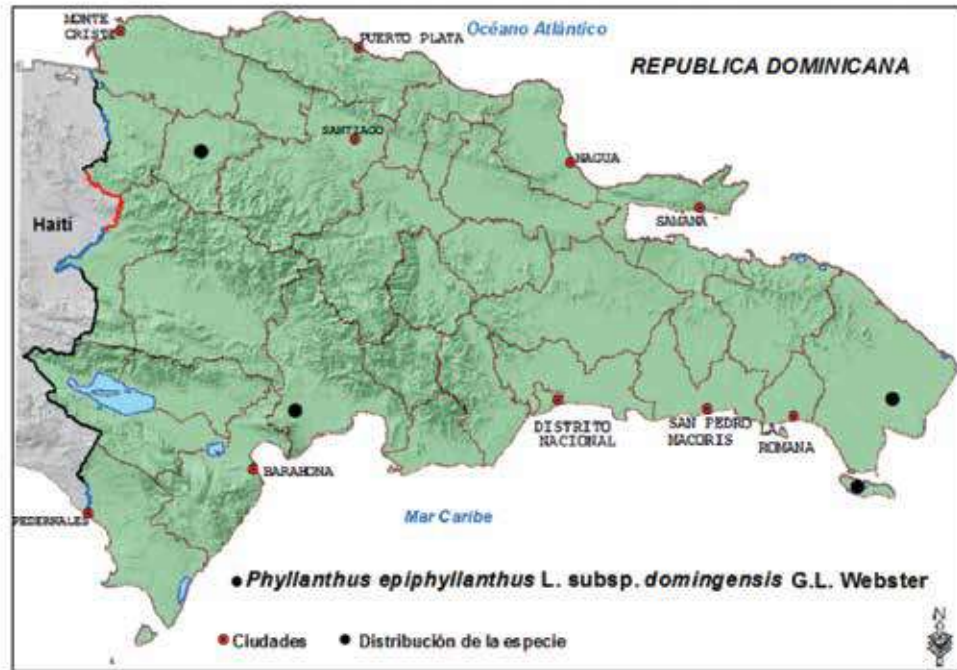 MONTE
CRISTI
PUERTO PLATA
Océano Atlántico
REPUBLICA DOMINICANA
SANTIAGO
NAGUA
SAMANA
Haití
DISTRITO
NACIONAL
SAN PEDRO
MACORIS
LA
ROMANA
BARAHONA
PEDERNALES
Mar Caribe
Phyllanthus epiphyllanthus L. subsp. domingensis G.L. Webster
Ciudades
Distribución de la especie
N